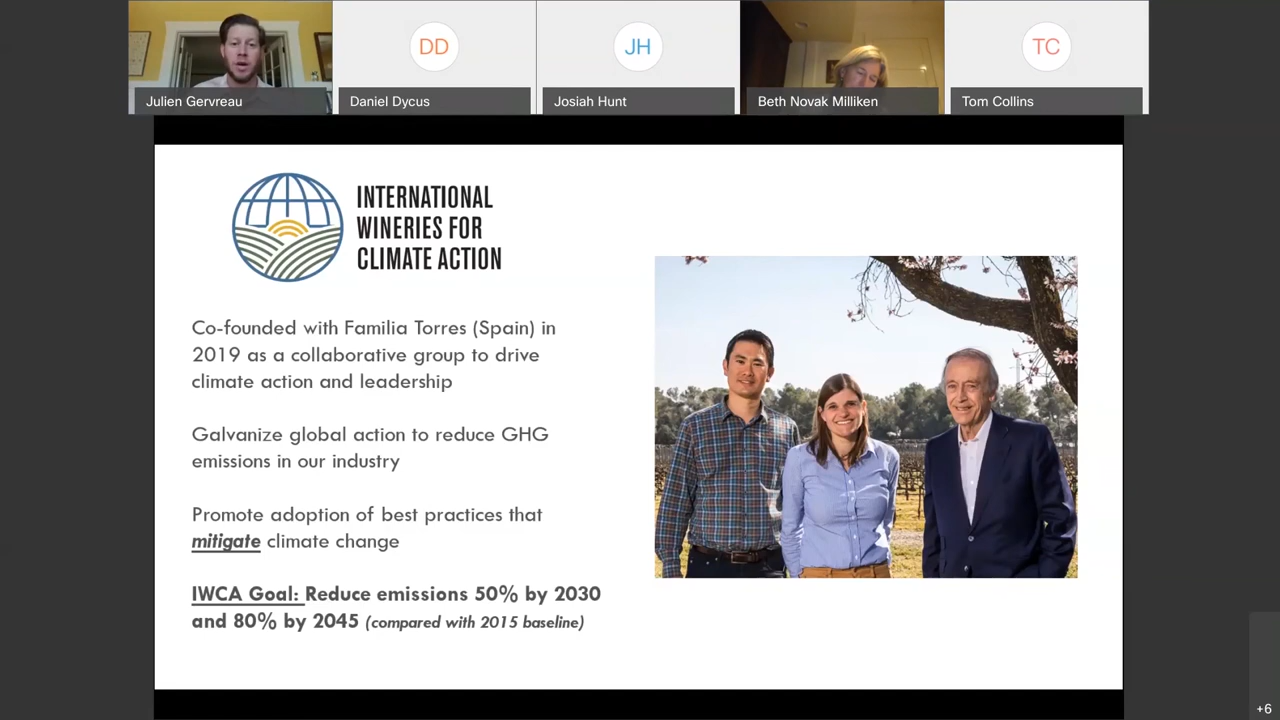 DD
JH
TC
Julien Gervreau
Daniel Dycus
Josiah Hunt
Beth Novak Milliken
Tom Collins
INTERNATIONAL
WINERIES FOR
CLIMATE ACTION
Co-founded with Familia Torres (Spain) in
2019 as a collaborative group to drive
climate action and leadership
Galvanize global action to reduce GHG
emissions in our industry
Promote adoption of best practices that
mitigate climate change
IWCA Goal: Reduce emissions 50% by 2030
and 80% by 2045 (compared with 2015 baseline)
+6